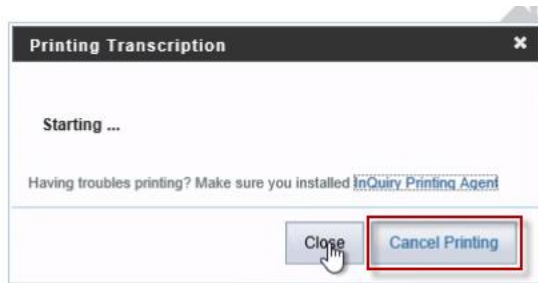 Printing Transcription
Starting ...
Having troubles printing? Make sure you installed InQuiry Printing Agent
Close Cancel Printing